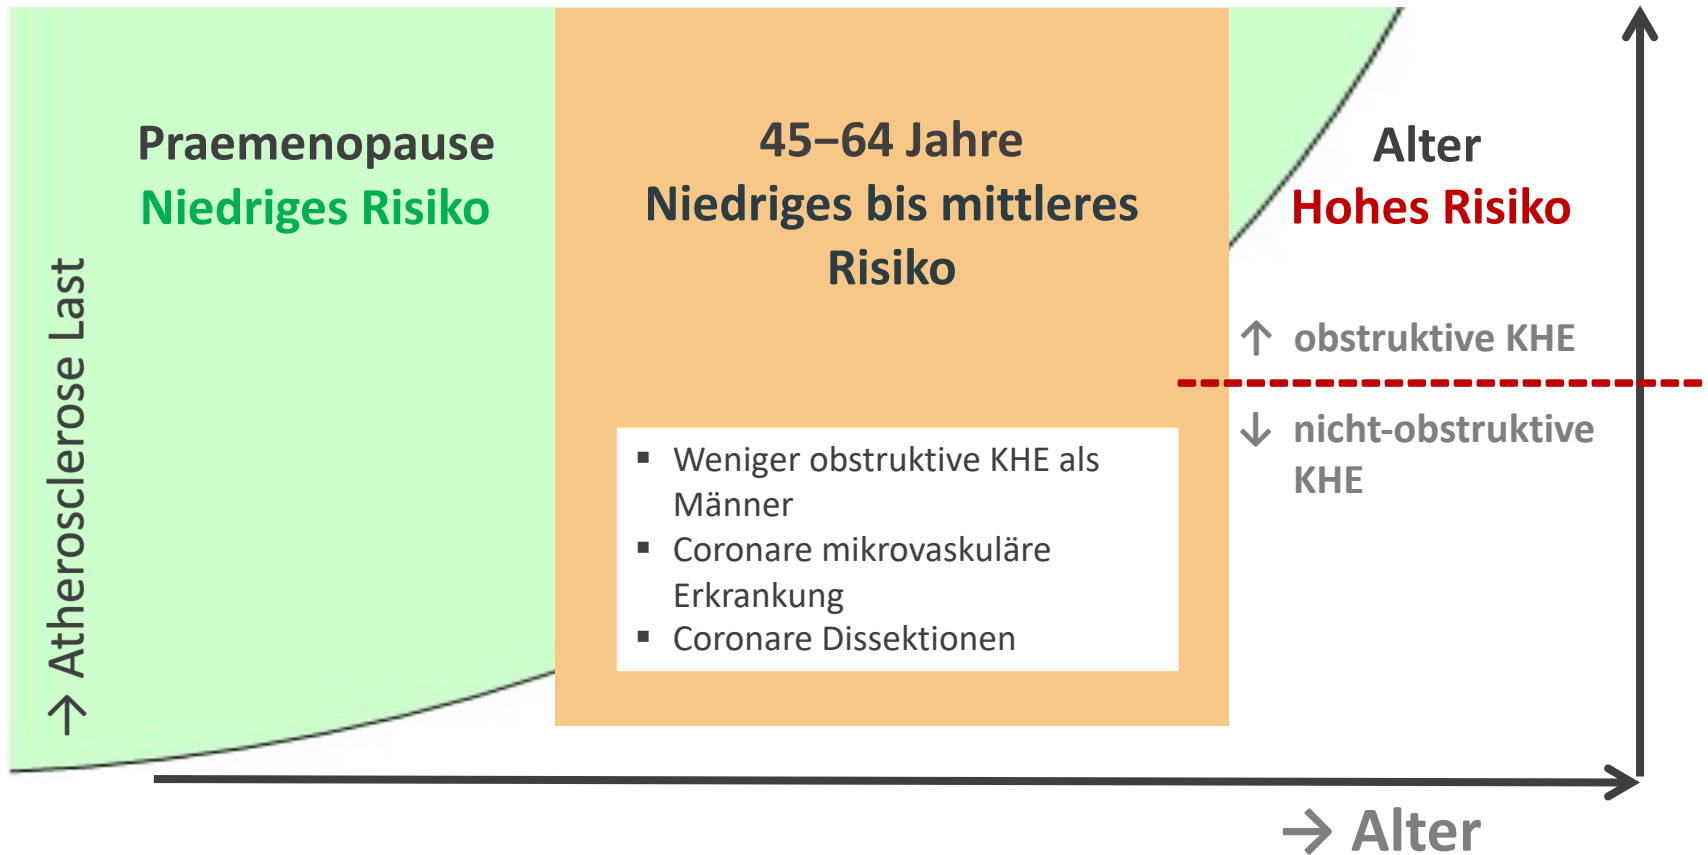 Praemenopause
Niedriges Risiko
→ Atherosclerose Last
45–64 Jahre
Niedriges bis mittleres
Risiko
▪ Weniger obstruktive KHE als
Männer
▪ Coronare mikrovaskuläre
Erkrankung
▪ Coronare Dissektionen
Alter
Hohes Risiko
↑ obstruktive KHE
↓ nicht-obstruktive
KHE
→ Alter